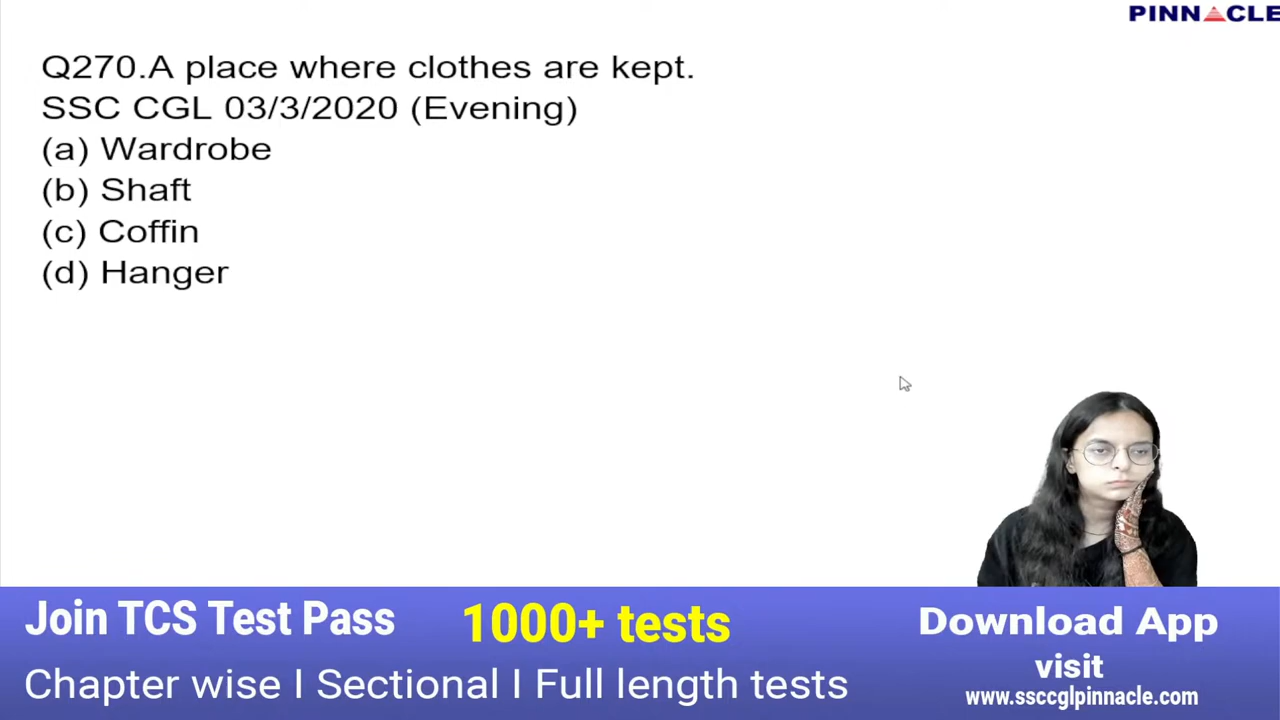 PINNACLE
Q270.A place where clothes are kept.
SSC CGL 03/3/2020 (Evening)
(a) Wardrobe
(b) Shaft
(c) Coffin
(d) Hanger
Join TCS Test Pass
1000+ tests
Chapter wise I Sectional I Full length tests
Download App
visit
www.ssccglpinnacle.com